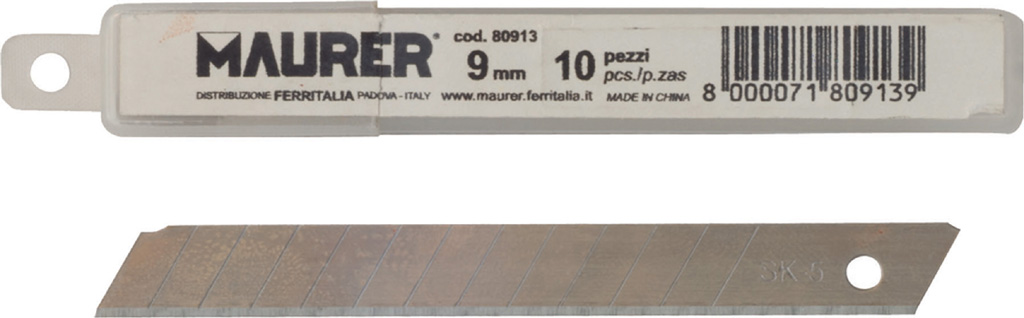 MAURER®
DISTRIBUZIONE FERRITALIA PADOVA - ITALY
cod. 80913
9 mm
www.maurer.ferritalia.it
10 pezzi
pcs./p.zas
MADE IN CHINA
8 000071 809139
SK-5